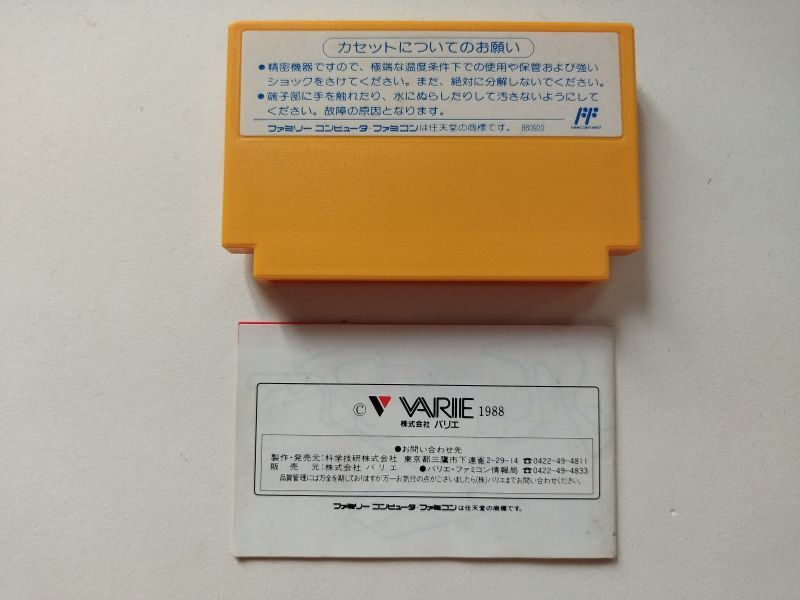 カセットについてのお願い
●精密機器ですので、極端な温度条件下での使用や保管および強い
ショックをさけてください。また、絶対に分解しないでください。
●端子部に手を触れたり、水にぬらしたりして汚さないようにして
ください。故障の原因となります。
ファミリーコンピュータ・ファミコンは任天堂の商標です。 880920
© VARIE 1988
株式会社 バリエ
●お問い合わせ先
製作・発売元:科学技研株式会社 東京都三鷹市下連雀2-29-14 ☎0422-49-4811
販 売 元:株式会社 バリエ ●バリエ・ファミコン情報局 ☎0422-49-4833
品質管理には万全を期しておりますが万一お気付の点がございましたら(株)バリエまでお問い合わせください。
ファミリーコンピュータ・ファミコンは任天堂の商標です。